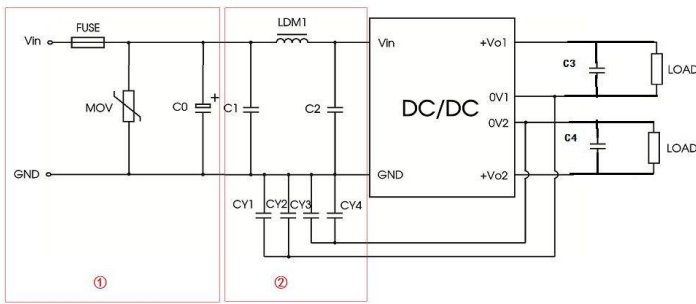 FUSE
LDM1
Vin
Vin
+Vo1
C3
LOAD
MOV
C0
+
C1
C2
DC/DC
0V1
0V2
C4
LOAD
GND
GND
+Vo2
CY1
CY2
CY3
CY4
①
②